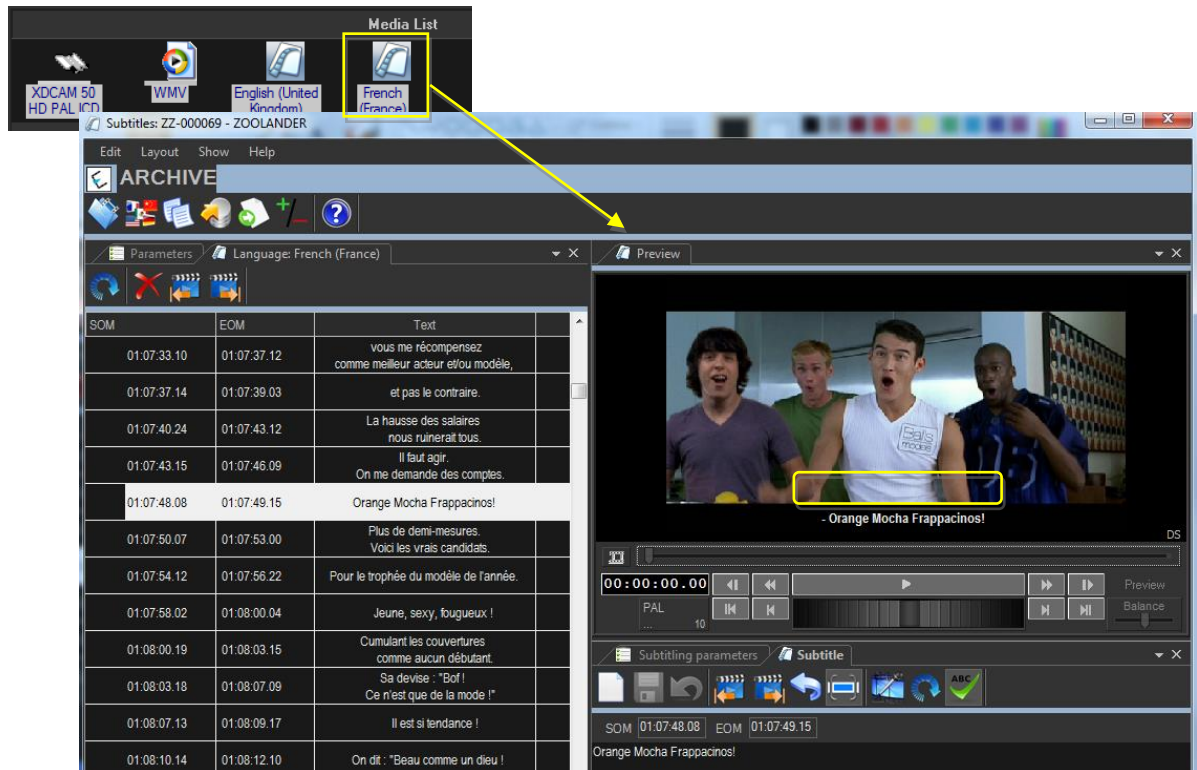 Media List
XDCAM 50
HD PAL ICD
WMV
English (United
Kingdom)
French
(France)
Subtitles: ZZ-000069 - ZOOLANDER
Edit Layout Show Help
ARCHIVE
Parameters
Language: French (France)
SOM EOM Text
01:07:33.10 01:07:37.12 vous me récompensez
comme meilleur acteur et/ou modèle,
01:07:37.14 01:07:39.03 et pas le contraire.
01:07:40.24 01:07:43.12 La hausse des salaires
nous ruinerait tous.
01:07:43.15 01:07:46.09 Il faut agir.
On me demande des comptes.
01:07:48.08 01:07:49.15 Orange Mocha Frappacinos!
01:07:50.07 01:07:53.00 Plus de demi-mesures.
Voici les vrais candidats.
01:07:54.12 01:07:56.22 Pour le trophée du modèle de l'année.
01:07:58.02 01:08:00.04 Jeune, sexy, fougueux !
01:08:00.19 01:08:03.15 Cumulant les couvertures
comme aucun débutant.
01:08:03.18 01:08:07.09 Sa devise : "Bof !
Ce n'est que de la mode !"
01:08:07.13 01:08:09.17 Il est si tendance !
01:08:10.14 01:08:12.10 On dit : "Beau comme un dieu !
Preview
- Orange Mocha Frappacinos!
DS
00:00:00.00
Preview
PAL
... 10
Balance
Subtitling parameters
Subtitle
ABC
SOM 01:07:48.08 EOM 01:07:49.15
Orange Mocha Frappacinos!